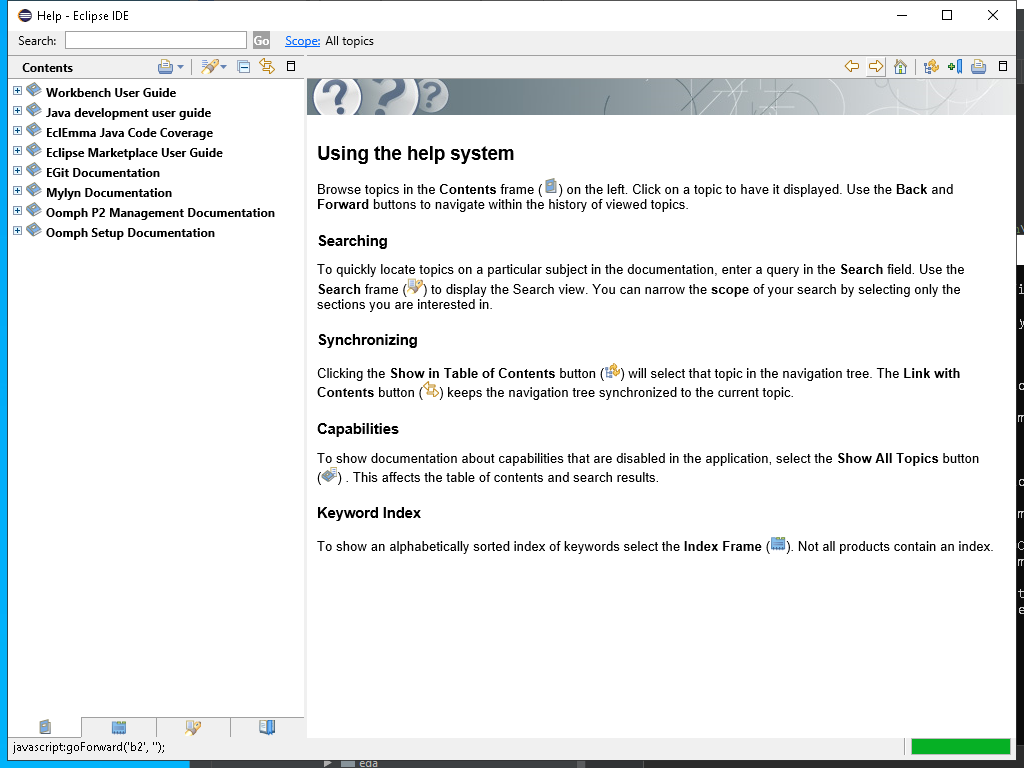 Help - Eclipse IDE
Search:
Go
Scope: All topics
Contents
Workbench User Guide
Java development user guide
EclEmma Java Code Coverage
Eclipse Marketplace User Guide
EGit Documentation
Mylyn Documentation
Oomph P2 Management Documentation
Oomph Setup Documentation
Using the help system
Browse topics in the Contents frame ( ) on the left. Click on a topic to have it displayed. Use the Back and
Forward buttons to navigate within the history of viewed topics.
Searching
To quickly locate topics on a particular subject in the documentation, enter a query in the Search field. Use the
Search frame ( ) to display the Search view. You can narrow the scope of your search by selecting only the
sections you are interested in.
Synchronizing
Clicking the Show in Table of Contents button ( ) will select that topic in the navigation tree. The Link with
Contents button ( ) keeps the navigation tree synchronized to the current topic.
Capabilities
To show documentation about capabilities that are disabled in the application, select the Show All Topics button
( ) . This affects the table of contents and search results.
Keyword Index
To show an alphabetically sorted index of keywords select the Index Frame ( ). Not all products contain an index.
javascript:goForward('b2', '');
eda